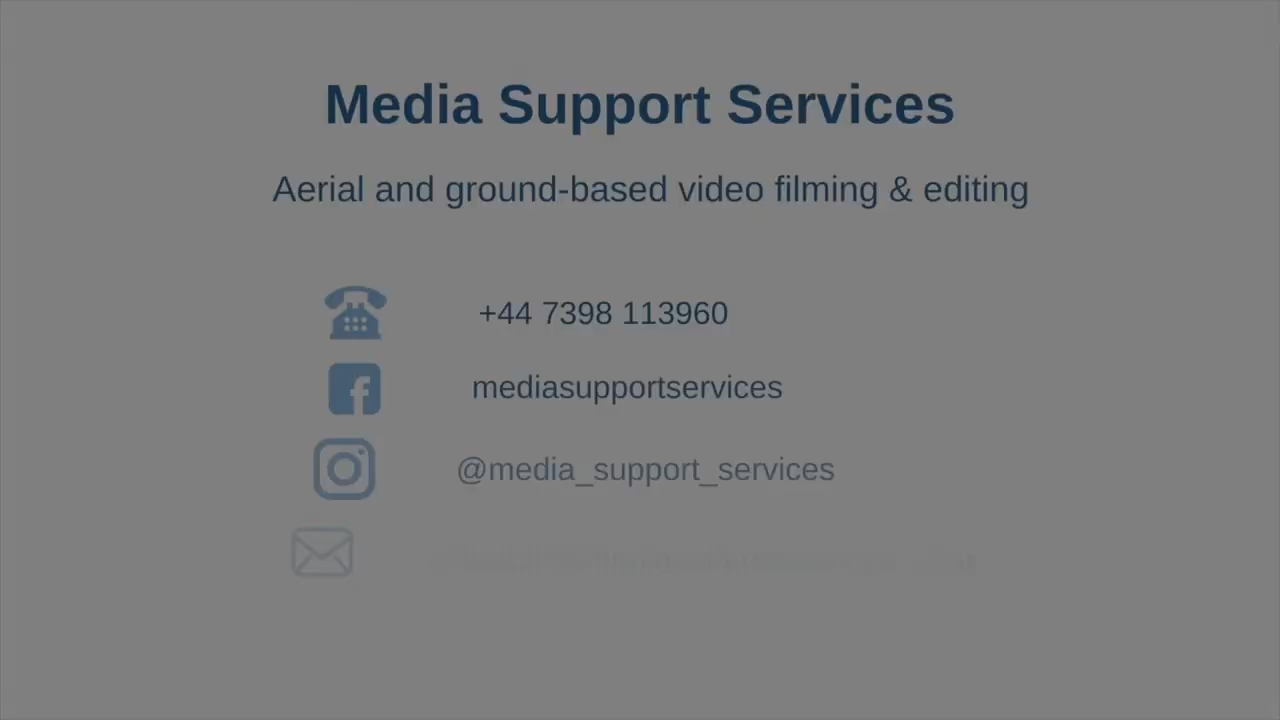 Media Support Services
Aerial and ground-based video filming & editing
+44 7398 113960
mediasupportservices
@media_support_services